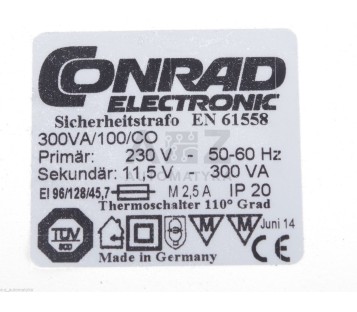 CONRAD
ELECTRONIC
Sicherheitstrafo EN 61558
300VA/100/CO
Primär: 230 V - 50-60 Hz
Sekundär: 11,5 V - 300 VA
EI 96/128/45,7 M 2,5 A IP 20
Thermoschalter 110° Grad
TÜV M M Juni 14
CE
Made in Germany